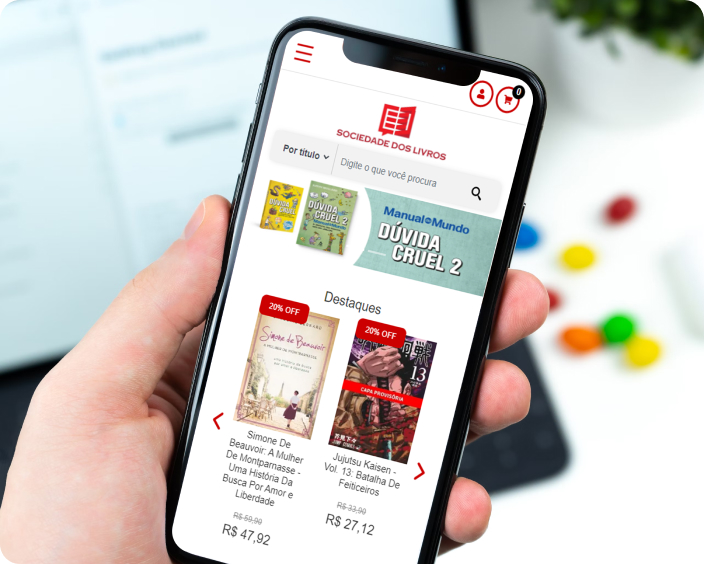 0
SOCIEDADE DOS LIVROS
Por título
Digite o que você procura
DÚVIDA
CRUEL
DÚVIDA
CRUEL 2
Manual do Mundo
DÚVIDA
CRUEL 2
Destaques
20% OFF
Simone de Beauvoir
20% OFF
13
CAPA PROVISÓRIA
Simone De
Beauvoir: A Mulher
De Montparnasse -
Uma História Da
Busca Por Amor e
Liberdade
R$ 59,90
R$ 47,92
Jujutsu Kaisen -
Vol. 13: Batalha De
Feiticeiros
R$ 33,90
R$ 27,12